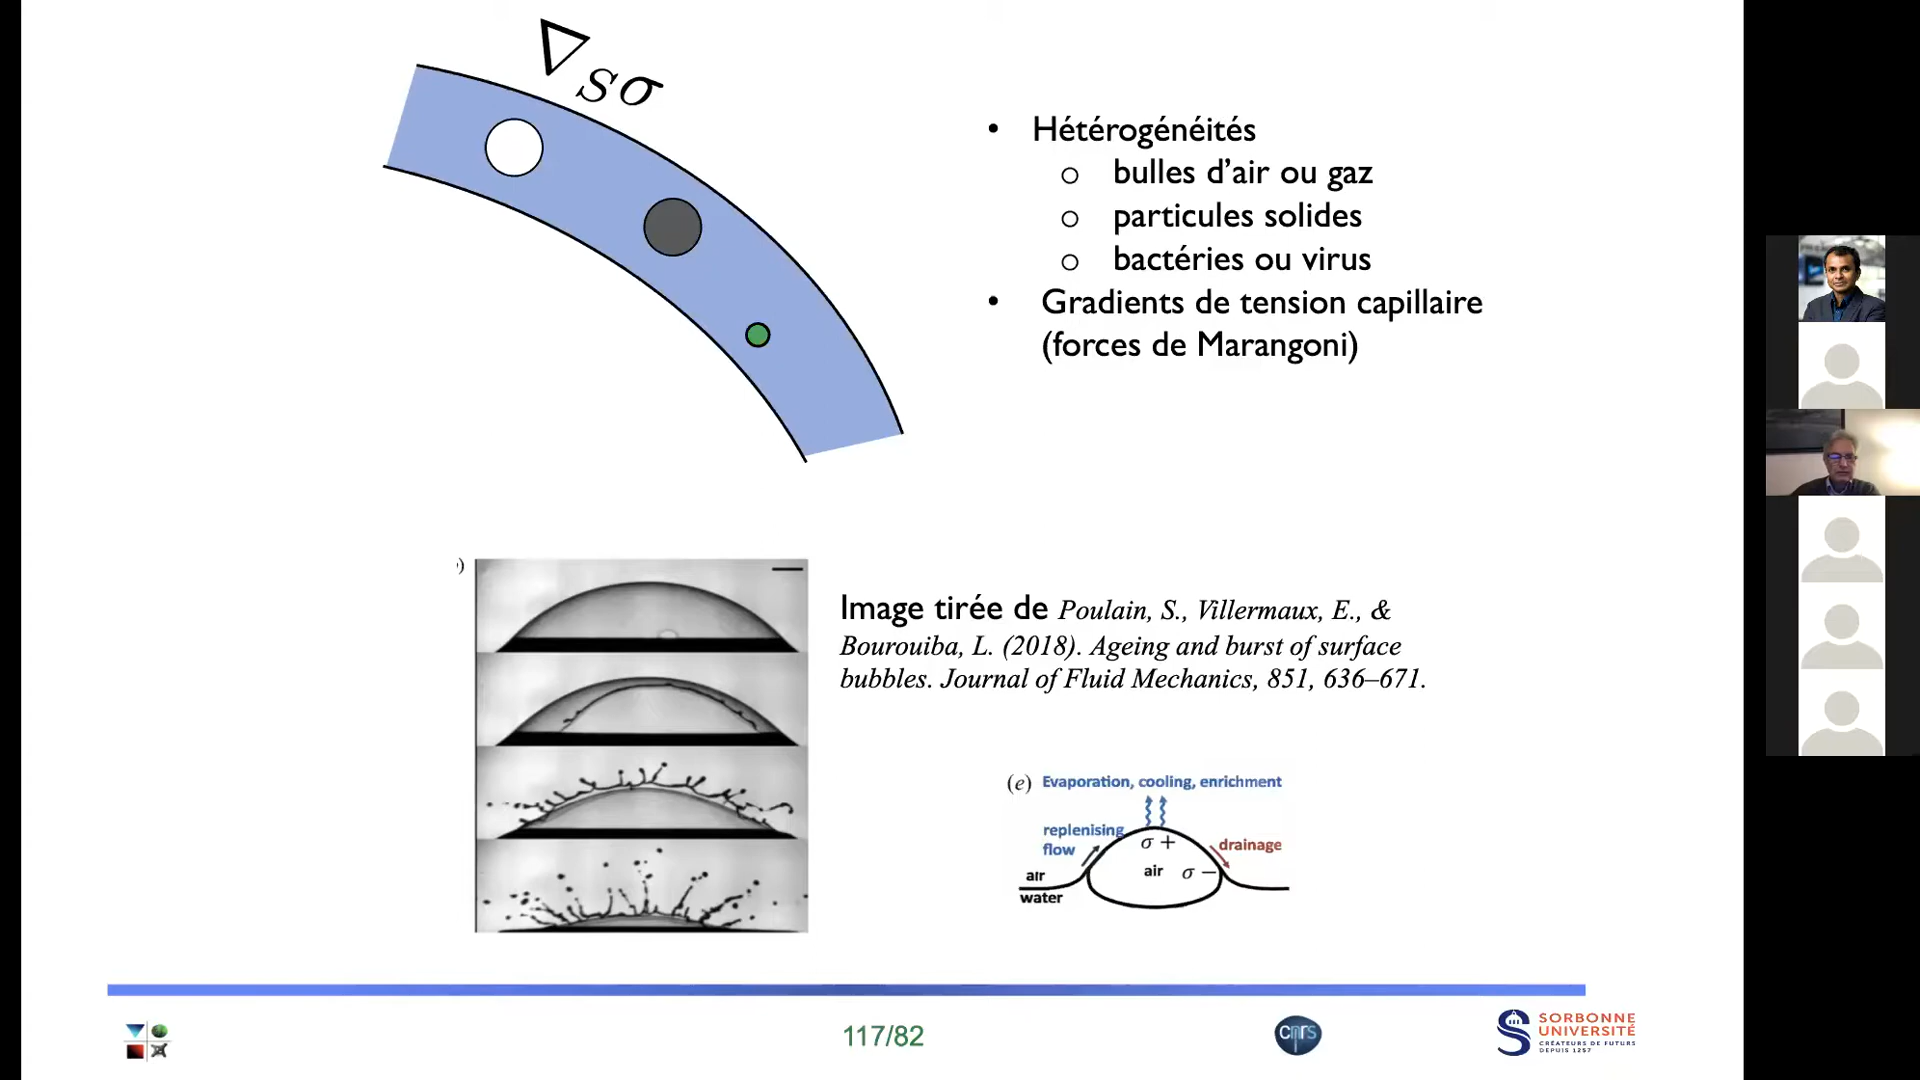 ∇Sσ
• Hétérogénéités
o bulles d'air ou gaz
o particules solides
o bactéries ou virus
• Gradients de tension capillaire
(forces de Marangoni)
)
Image tirée de Poulain, S., Villermaux, E., &
Bourouiba, L. (2018). Ageing and burst of surface
bubbles. Journal of Fluid Mechanics, 851, 636–671.
(e) Evaporation, cooling, enrichment
replenising
flow
σ +
drainage
air
air
σ −
water
117/82
cnrs
SORBONNE
UNIVERSITÉ
CRÉATEURS DE FUTURS
DEPUIS 1257